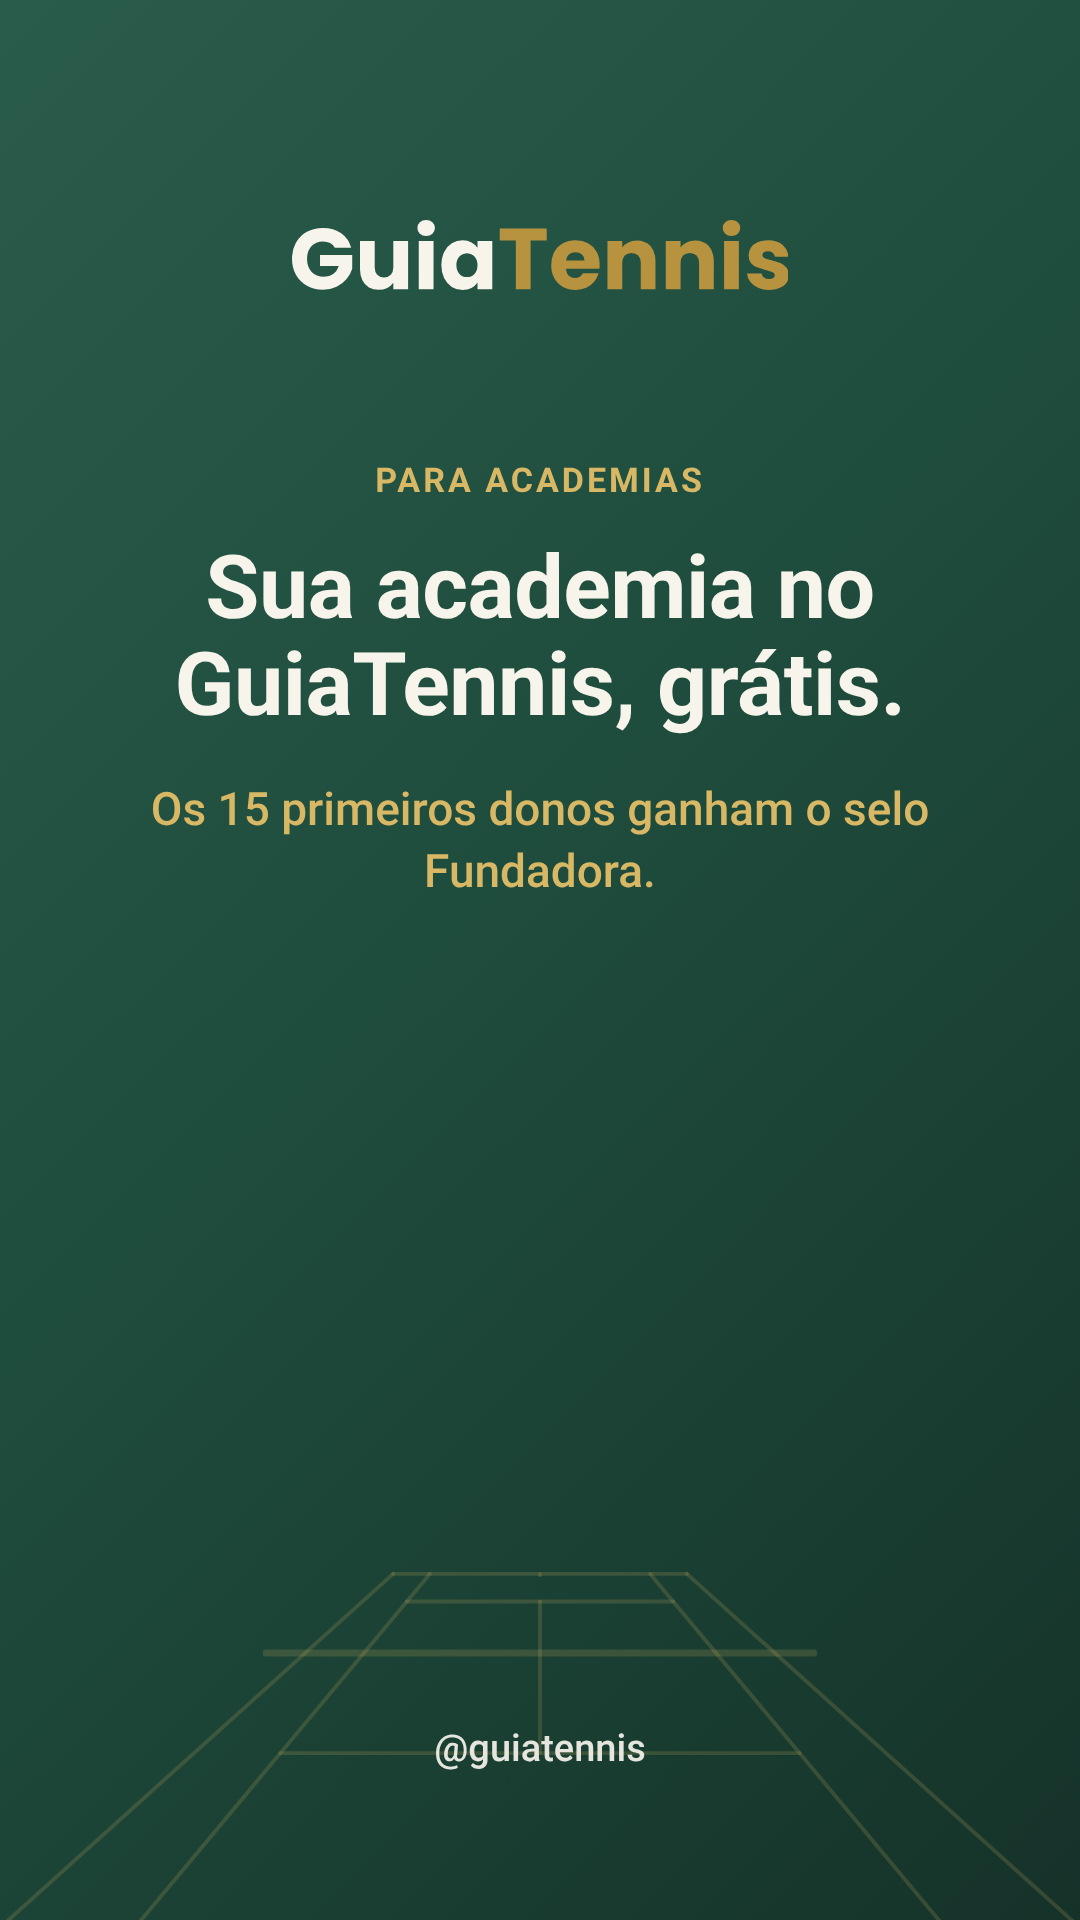 GuiaTennis
PARA ACADEMIAS
Sua academia no
GuiaTennis, grátis.
Os 15 primeiros donos ganham o selo
Fundadora.
@guiatennis